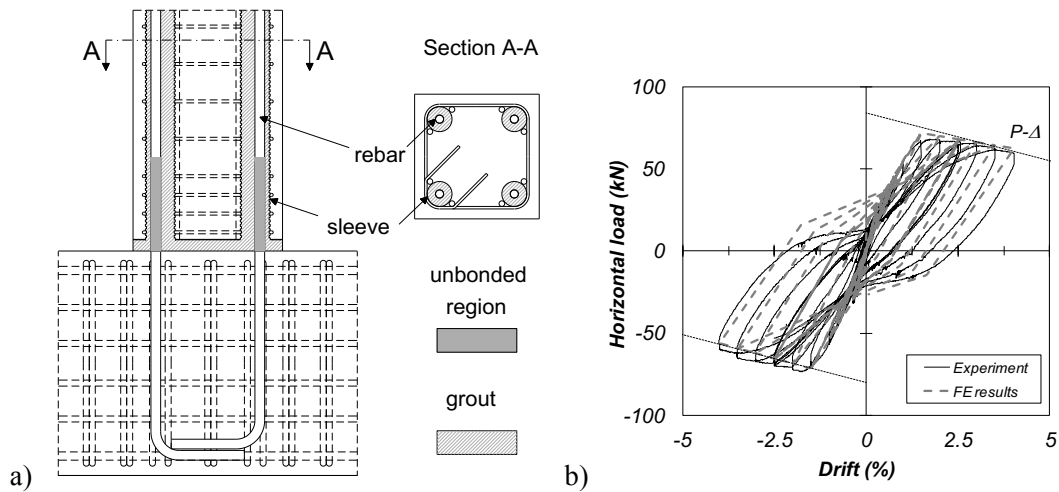 A
A
Section A-A
rebar
sleeve
unbonded
region
grout
a)
Horizontal load (kN)
100
50
0
-50
-100
P-Δ
Experiment
FE results
-5
-2.5
0
2.5
5
Drift (%)
b)